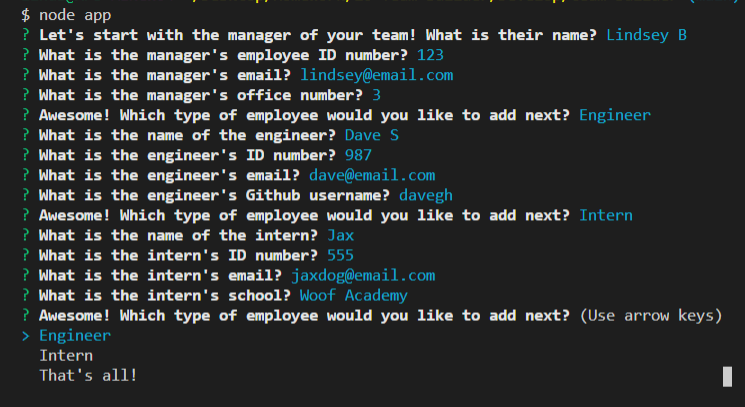 $ node app
? Let's start with the manager of your team! What is their name? Lindsey B
? What is the manager's employee ID number? 123
? What is the manager's email? lindsey@email.com
? What is the manager's office number? 3
? Awesome! Which type of employee would you like to add next? Engineer
? What is the name of the engineer? Dave S
? What is the engineer's ID number? 987
? What is the engineer's email? dave@email.com
? What is the engineer's Github username? davegh
? Awesome! Which type of employee would you like to add next? Intern
? What is the name of the intern? Jax
? What is the intern's ID number? 555
? What is the intern's email? jaxdog@email.com
? What is the intern's school? Woof Academy
? Awesome! Which type of employee would you like to add next? (Use arrow keys)
> Engineer
Intern
That's all!